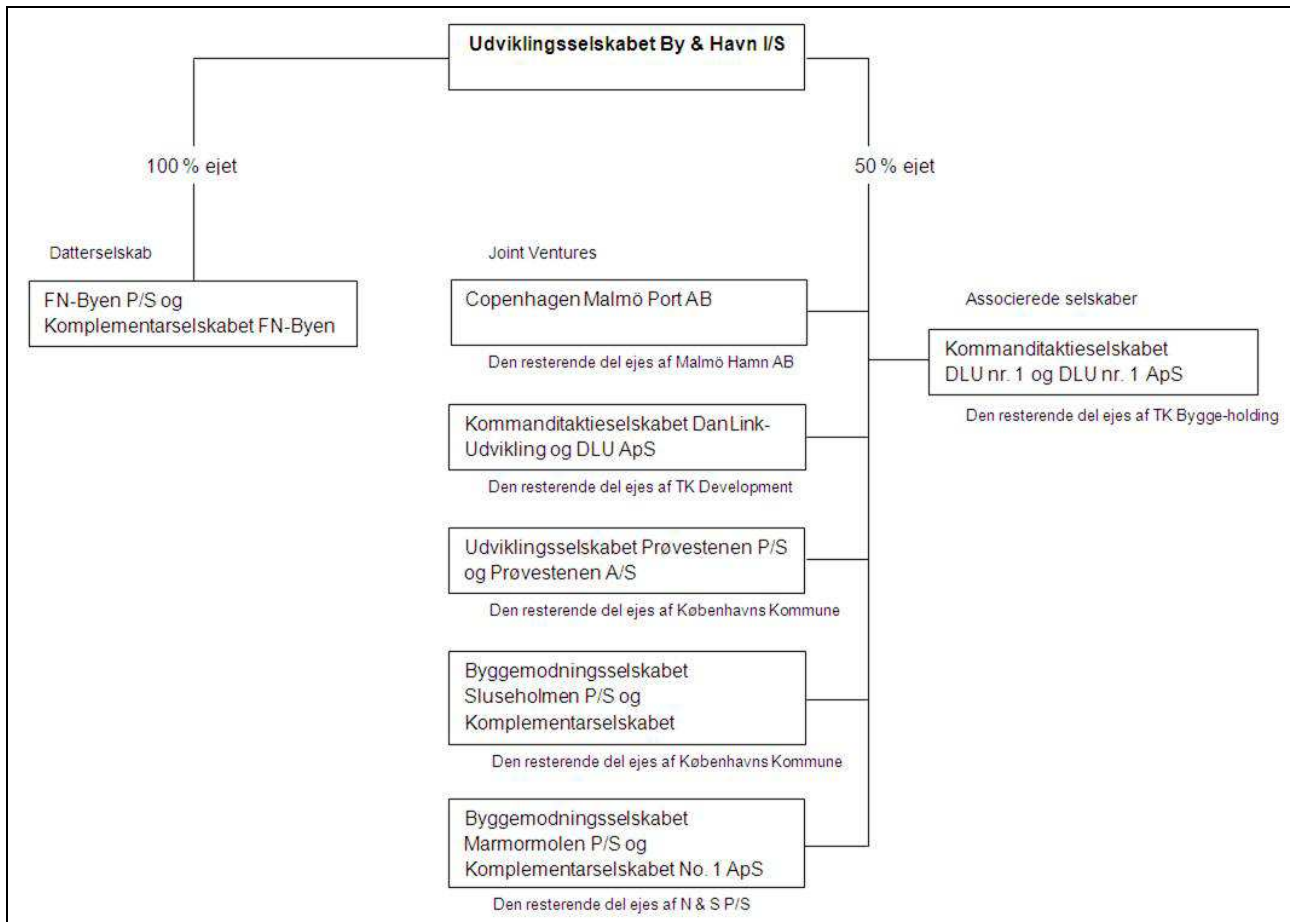 Udviklingsselskabet By & Havn I/S
100 % ejet
50 % ejet
Datterselskab
FN-Byen P/S og
Komplementarselskabet FN-Byen
Joint Ventures
Copenhagen Malmö Port AB
Den resterende del ejes af Malmö Hamn AB
Kommanditaktieselskabet DanLink-
Udvikling og DLU ApS
Den resterende del ejes af TK Development
Udviklingsselskabet Prøvestenen P/S
og Prøvestenen A/S
Den resterende del ejes af Københavns Kommune
Byggemodningsselskabet
Sluseholmen P/S og
Komplementarselskabet
Den resterende del ejes af Københavns Kommune
Byggemodningsselskabet
Marmormolen P/S og
Komplementarselskabet No. 1 ApS
Den resterende del ejes af N & S P/S
Associerede selskaber
Kommanditaktieselskabet
DLU nr. 1 og DLU nr. 1 ApS
Den resterende del ejes af TK Bygge-holding